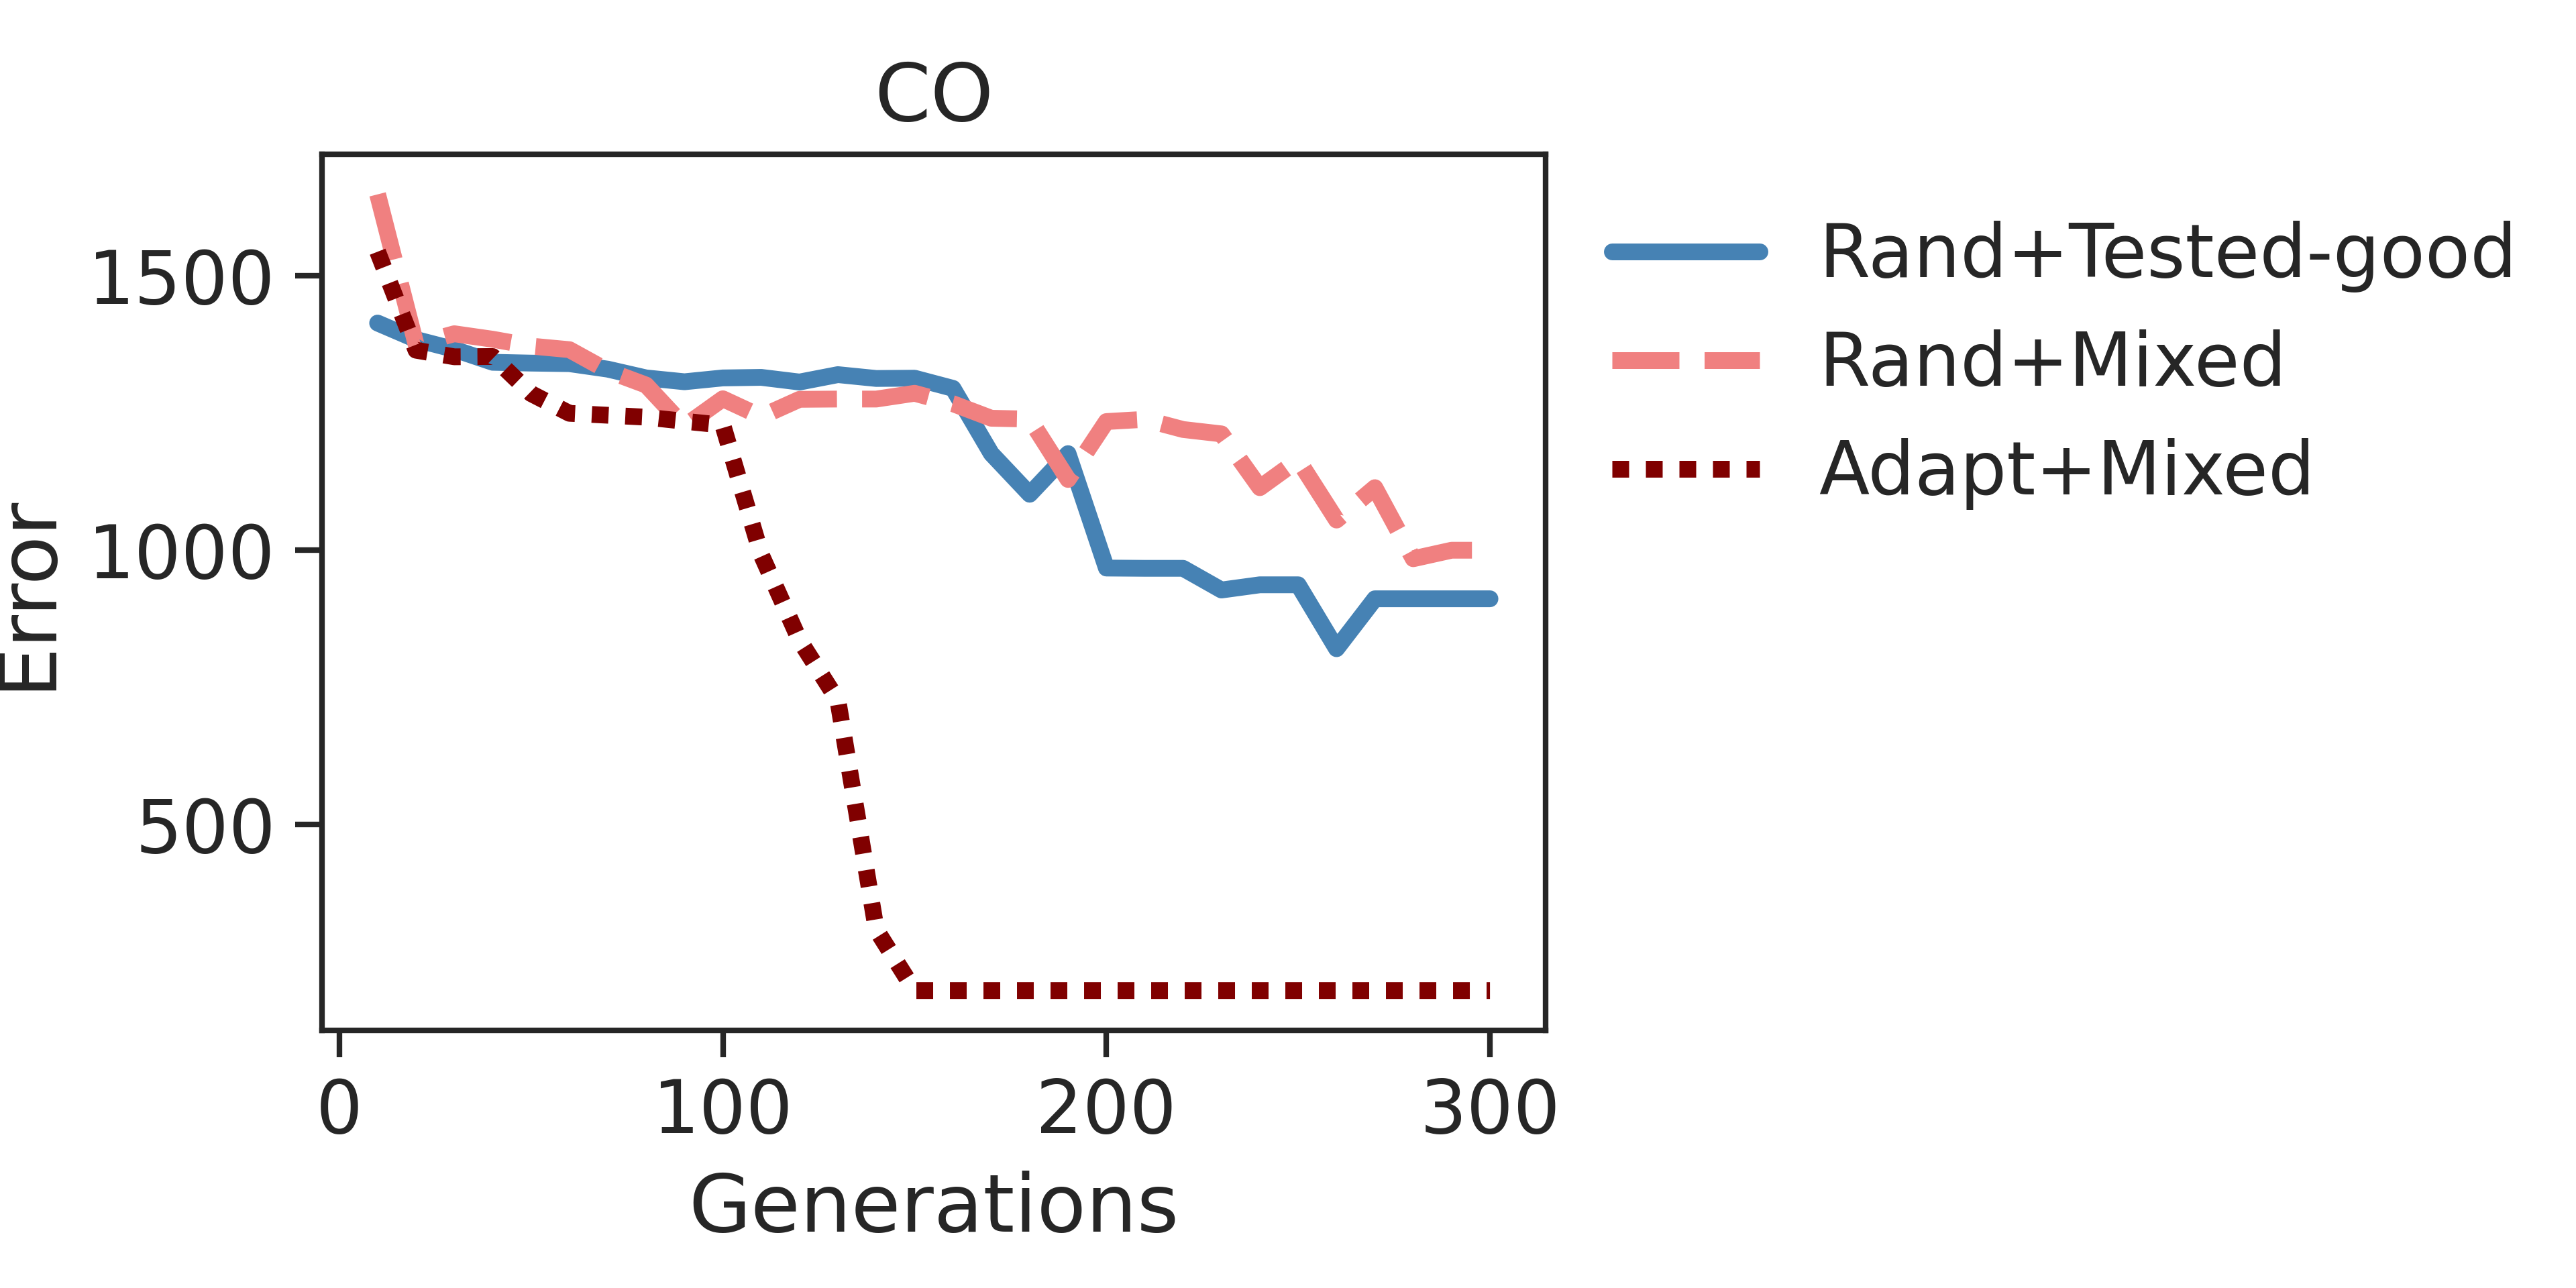 CO
Error
1500
1000
500
0 100 200 300
Generations
Rand+Tested-good
Rand+Mixed
Adapt+Mixed